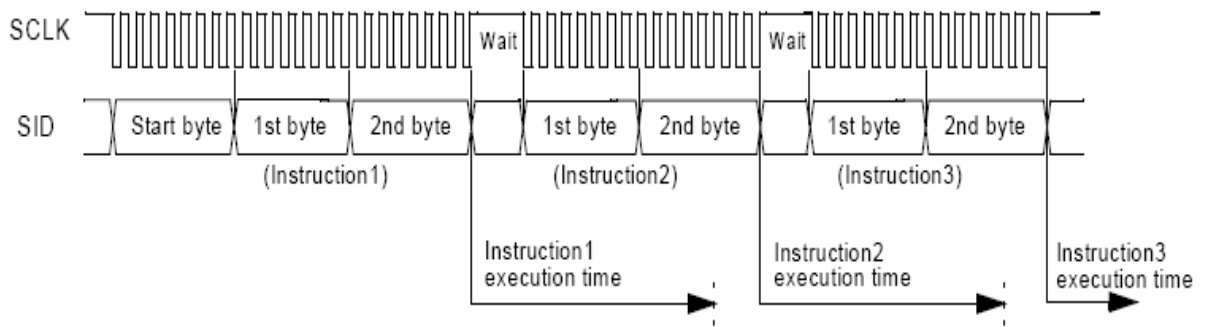 SCLK
Wait
Wait
SID
Start byte
1st byte
2nd byte
1st byte
2nd byte
1st byte
2nd byte
(Instruction1)
(Instruction2)
(Instruction3)
Instruction1
execution time
Instruction2
execution time
Instruction3
execution time